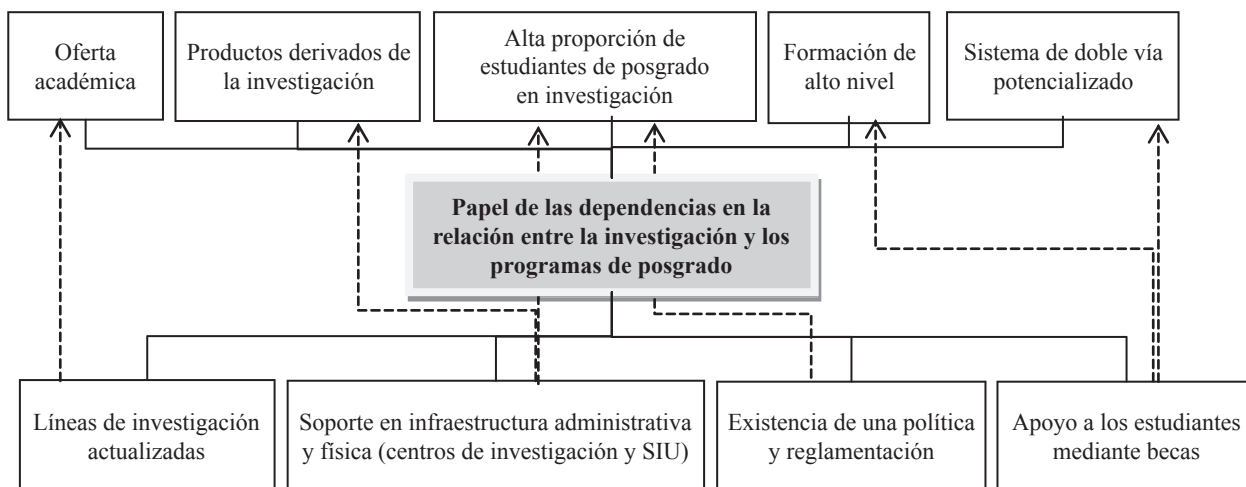 Oferta
académica
Productos derivados de
la investigación
Alta proporción de
estudiantes de posgrado
en investigación
Formación de
alto nivel
Sistema de doble vía
potencializado
Papel de las dependencias en la
relación entre la investigación y los
programas de posgrado
Líneas de investigación
actualizadas
Soporte en infraestructura administrativa
y física (centros de investigación y SIU)
Existencia de una política
y reglamentación
Apoyo a los estudiantes
mediante becas